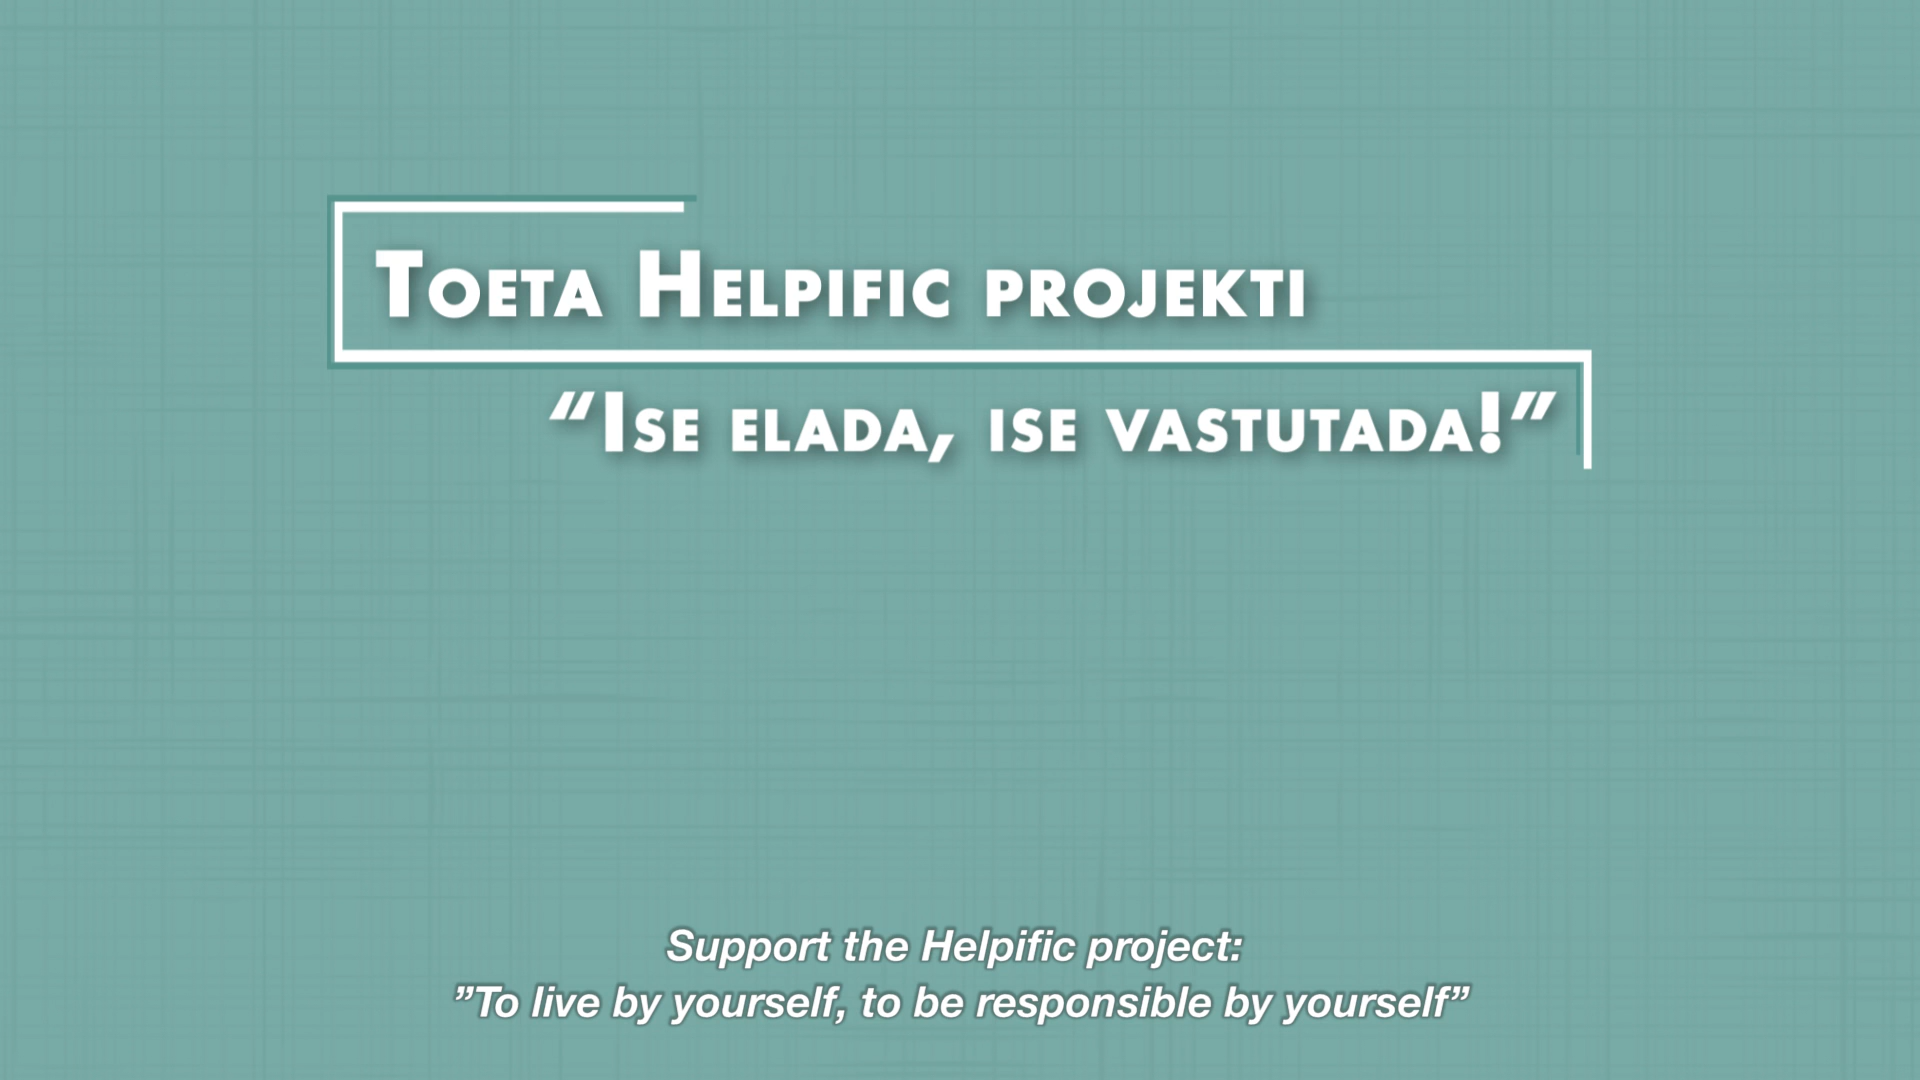 Toeta Helpific projekti
“Ise elada, ise vastutada!”
Support the Helpific project:
”To live by yourself, to be responsible by yourself”